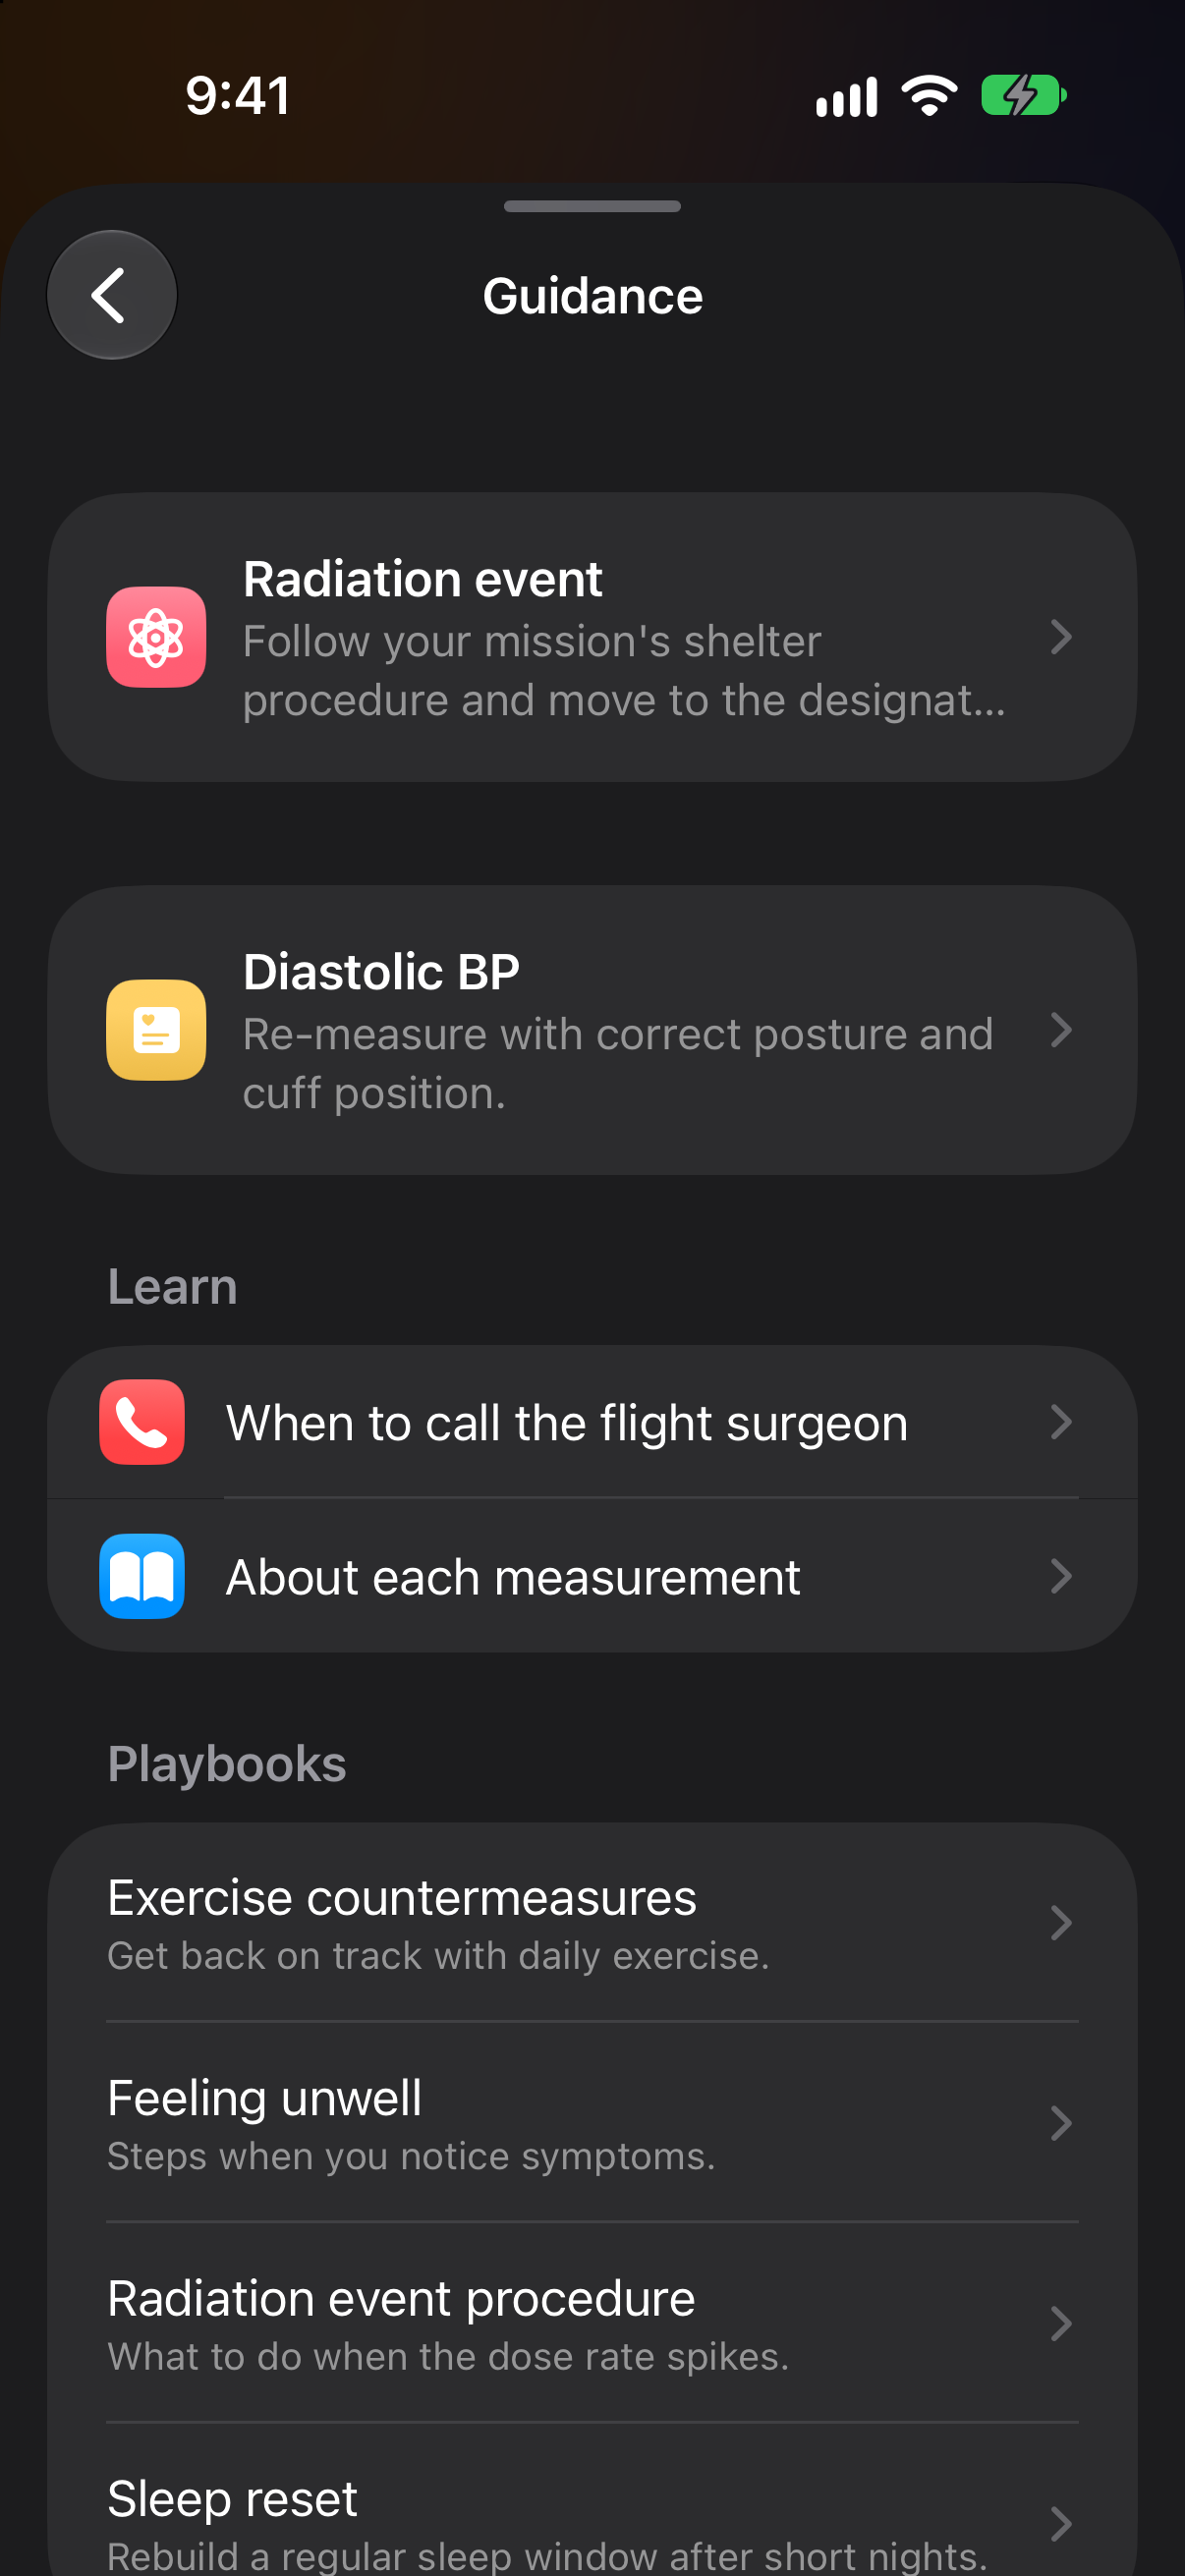 9:41
Guidance
Radiation event
Follow your mission's shelter
procedure and move to the designat...
Diastolic BP
Re-measure with correct posture and
cuff position.
Learn
When to call the flight surgeon
About each measurement
Playbooks
Exercise countermeasures
Get back on track with daily exercise.
Feeling unwell
Steps when you notice symptoms.
Radiation event procedure
What to do when the dose rate spikes.
Sleep reset
Rebuild a regular sleep window after short nights.